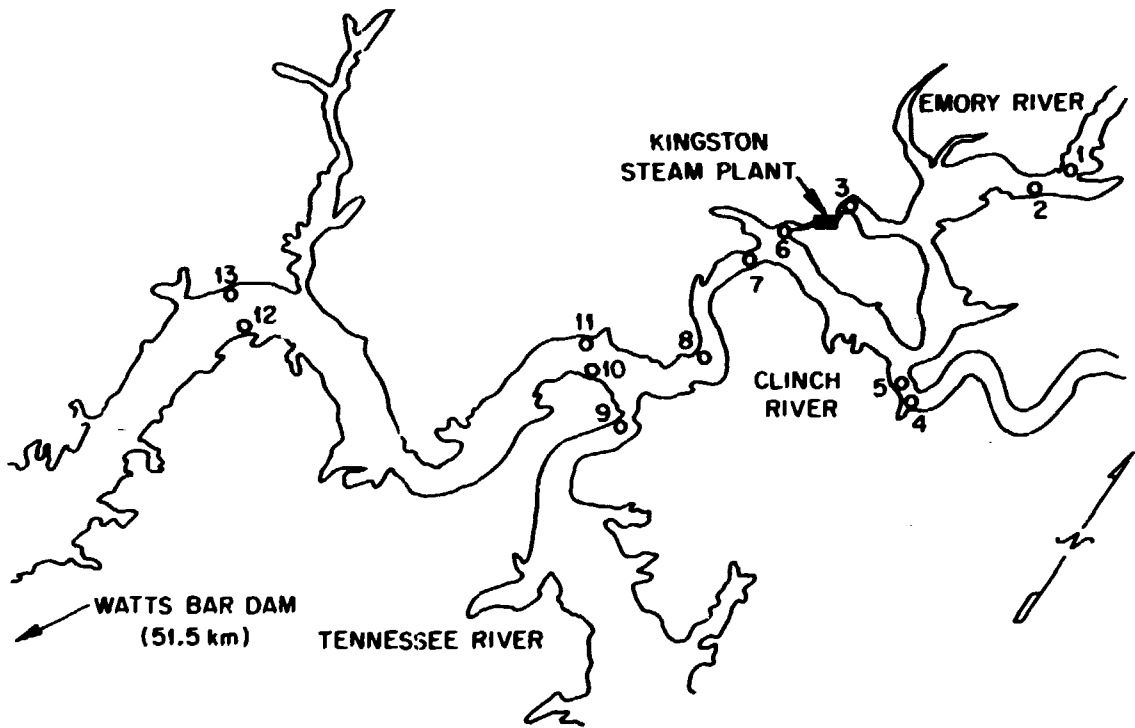 EMORY RIVER
KINGSTON
STEAM PLANT
1
2
3
6
7
13
12
11
10
8
9
CLINCH
RIVER
5
4
N
WATTS BAR DAM
(51.5 km)
TENNESSEE RIVER